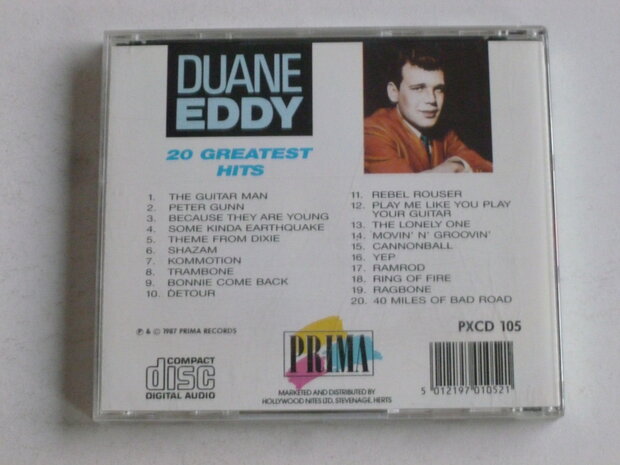 DUANE
EDDY
20 GREATEST
HITS
1. THE GUITAR MAN
2. PETER GUNN
3. BECAUSE THEY ARE YOUNG
4. SOME KINDA EARTHQUAKE
5. THEME FROM DIXIE
6. SHAZAM
7. KOMMOTION
8. TRAMBONE
9. BONNIE COME BACK
10. DETOUR
11. REBEL ROUSER
12. PLAY ME LIKE YOU PLAY
YOUR GUITAR
13. THE LONELY ONE
14. 'MOVIN' N' GROOVIN'
15. CANNONBALL
16. YEP
17. RAMROD
18. RING OF FIRE
19. RAGBONE
20. 40 MILES OF BAD ROAD
℗ & © 1987 PRIMA RECORDS
COMPACT
disc
DIGITAL AUDIO
PRIMA
MARKETED AND DISTRIBUTED BY
HOLLYWOOD NITES LTD, STEVENAGE, HERTS
PXCD 105
5 012197 010521